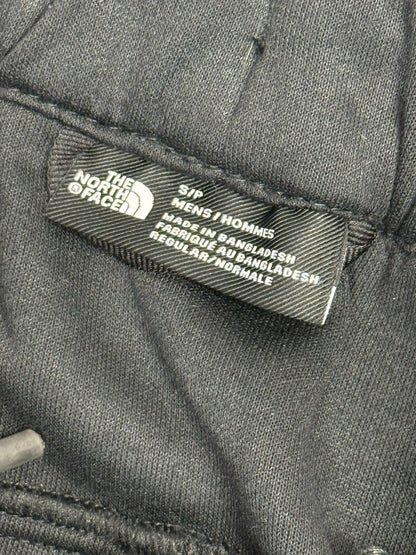 THE
NORTH
FACE®
S/P
MENS/HOMMES
MADE IN BANGLADESH
FABRIQUÉ AU BANGLADESH
REGULAR/NORMALE